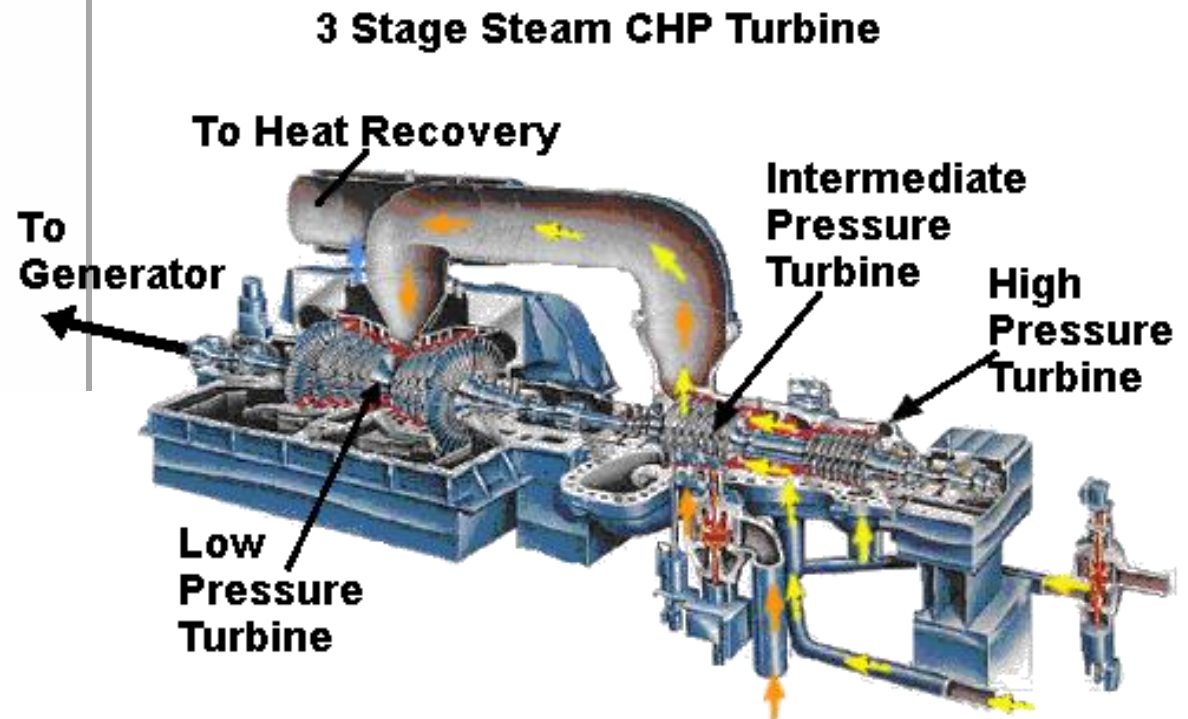 3 Stage Steam CHP Turbine
To Heat Recovery
To
Generator
Intermediate
Pressure
Turbine
High
Pressure
Turbine
Low
Pressure
Turbine